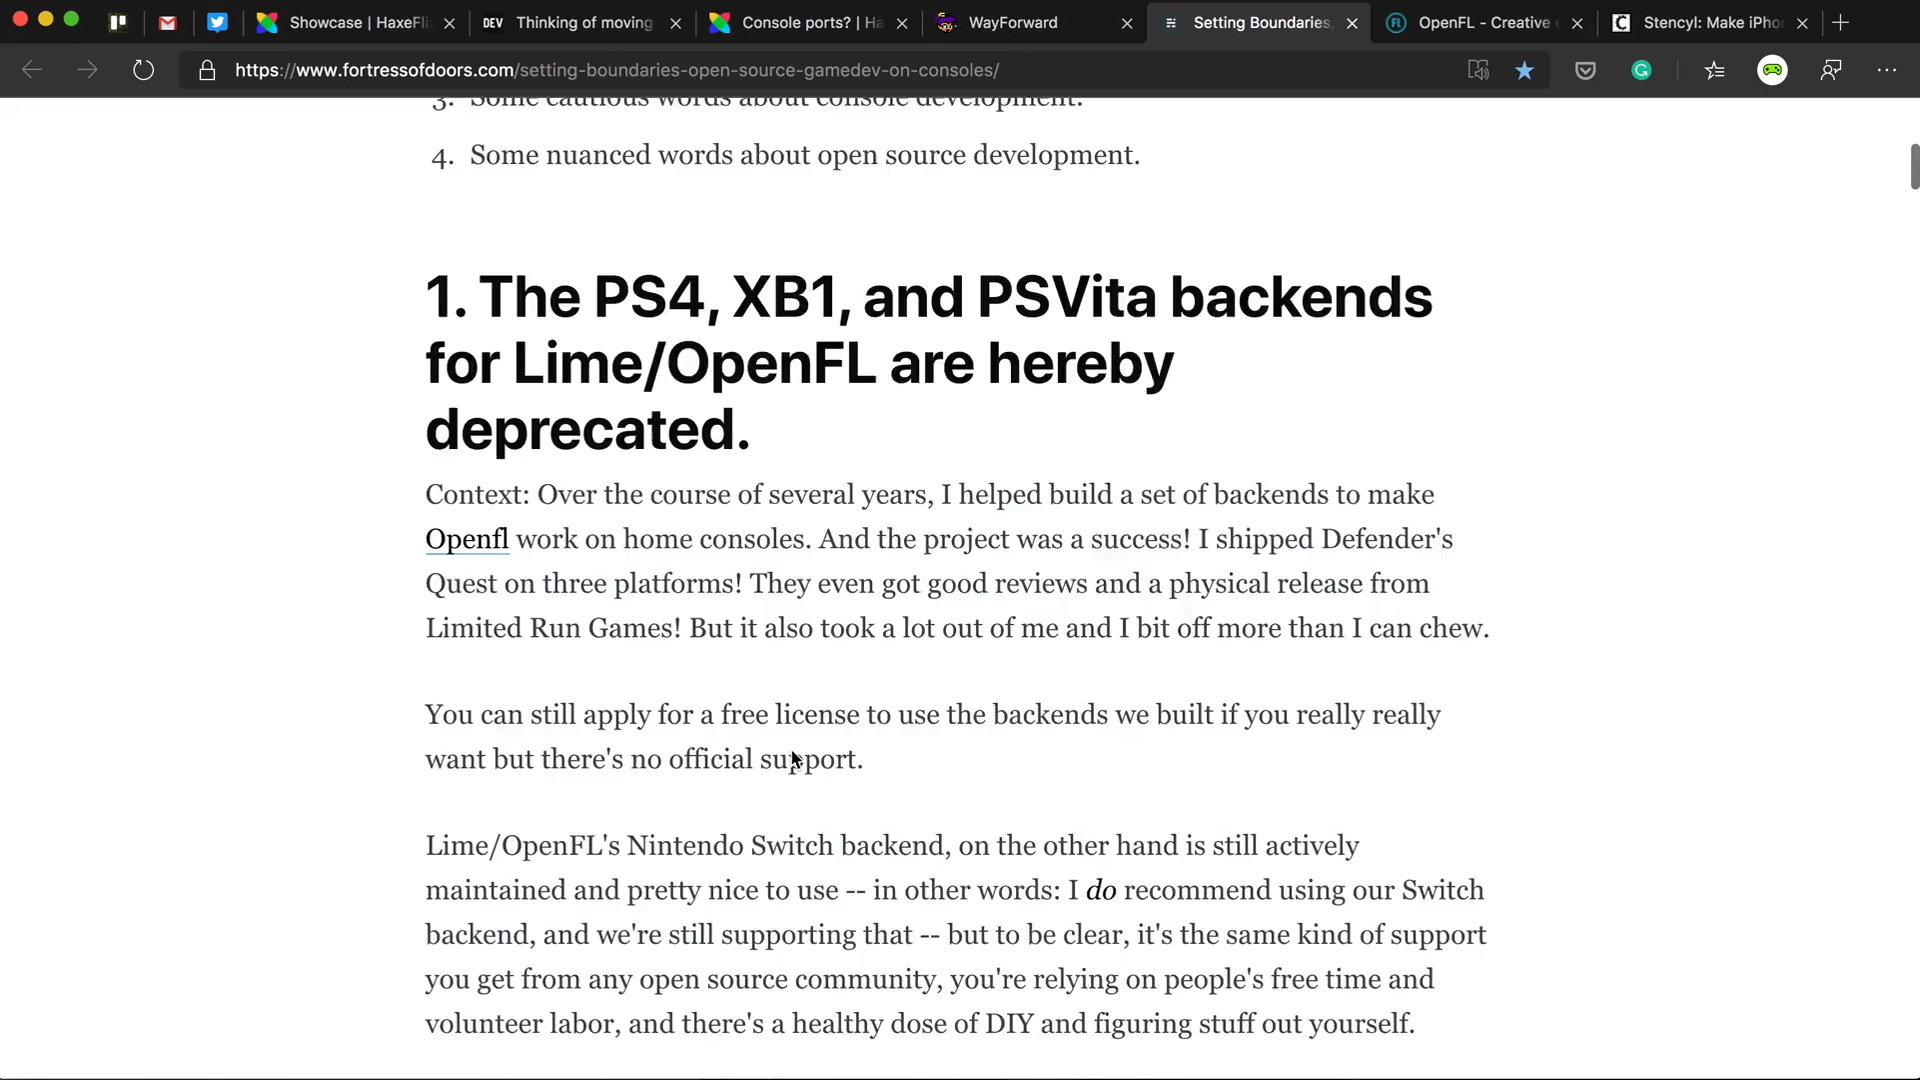 Showcase | HaxeFli
DEV Thinking of moving
Console ports? | Ha
WayForward
Setting Boundaries,
OpenFL - Creative e
Stencyl: Make iPhon
https://www.fortressofdoors.com/setting-boundaries-open-source-gamedev-on-consoles/
3. Some cautious words about console development.
4. Some nuanced words about open source development.
1. The PS4, XB1, and PSVita backends
for Lime/OpenFL are hereby
deprecated.
Context: Over the course of several years, I helped build a set of backends to make
Openfl work on home consoles. And the project was a success! I shipped Defender's
Quest on three platforms! They even got good reviews and a physical release from
Limited Run Games! But it also took a lot out of me and I bit off more than I can chew.
You can still apply for a free license to use the backends we built if you really really
want but there's no official support.
Lime/OpenFL's Nintendo Switch backend, on the other hand is still actively
maintained and pretty nice to use -- in other words: I do recommend using our Switch
backend, and we're still supporting that -- but to be clear, it's the same kind of support
you get from any open source community, you're relying on people's free time and
volunteer labor, and there's a healthy dose of DIY and figuring stuff out yourself.